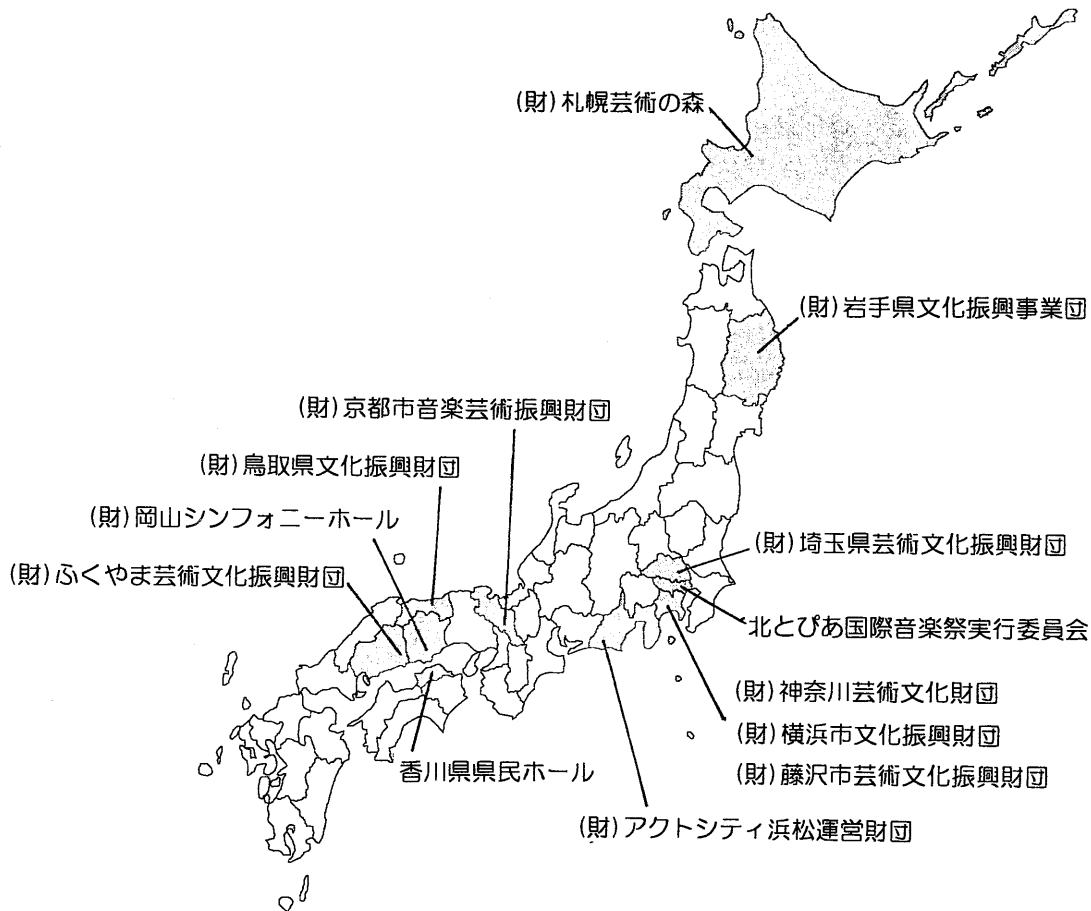 (財)札幌芸術の森
(財)岩手県文化振興事業団
(財)京都市音楽芸術振興財団
(財)鳥取県文化振興財団
(財)岡山シンフォニーホール
(財)ふくやま芸術文化振興財団
(財)埼玉県芸術文化振興財団
北とぴあ国際音楽祭実行委員会
(財)神奈川芸術文化財団
(財)横浜市文化振興財団
(財)藤沢市芸術文化振興財団
香川県県民ホール
(財)アクトシティ浜松運営財団